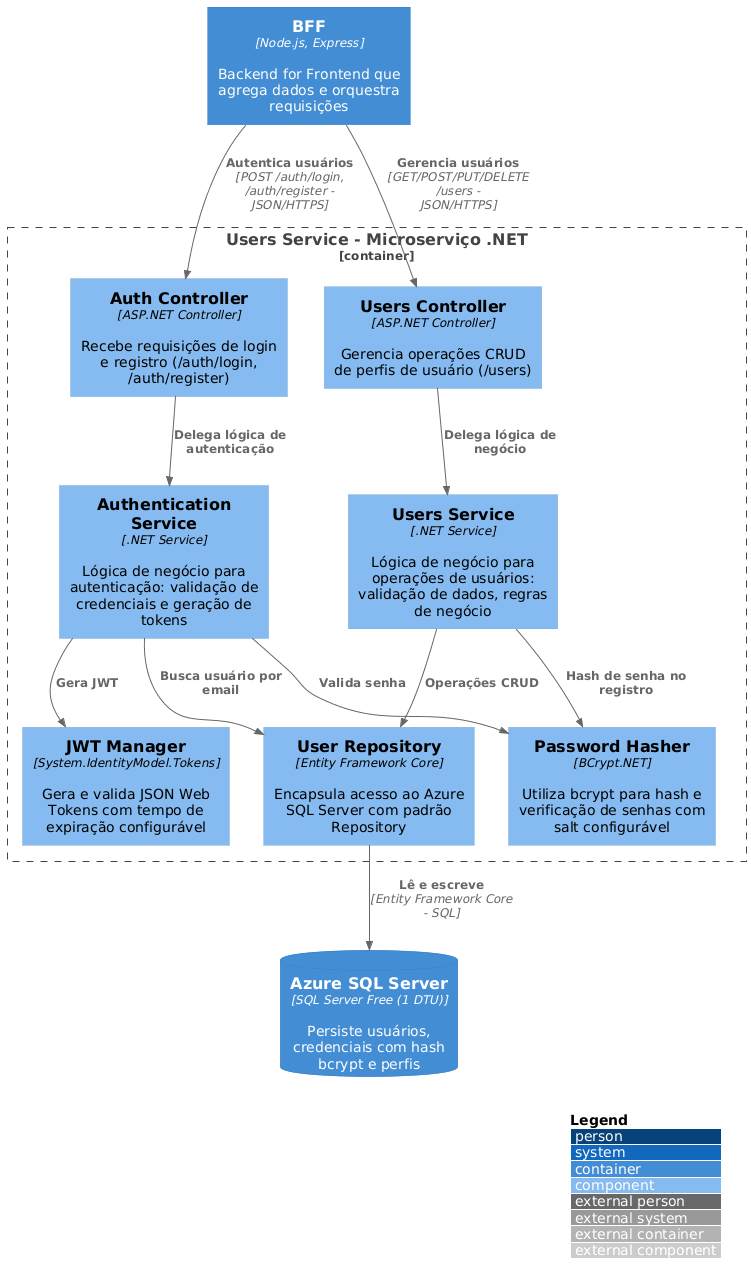 BFF
[Node.js, Express]
Backend for Frontend que
agrega dados e orquestra
requisições
Autentica usuários
[POST /auth/login,
/auth/register -
JSON/HTTPS]
Gerencia usuários
[GET/POST/PUT/DELETE
/users -
JSON/HTTPS]
Users Service - Microserviço .NET
[container]
Auth Controller
[ASP.NET Controller]
Recebe requisições de login
e registro (/auth/login,
/auth/register)
Users Controller
[ASP.NET Controller]
Gerencia operações CRUD
de perfis de usuário (/users)
Delega lógica de
autenticação
Delega lógica de
negócio
Authentication
Service
[.NET Service]
Lógica de negócio para
autenticação: validação de
credenciais e geração de
tokens
Users Service
[.NET Service]
Lógica de negócio para
operações de usuários:
validação de dados, regras
de negócio
Gera JWT
Busca usuário por
email
Valida senha
Operações CRUD
Hash de senha no
registro
JWT Manager
[System.IdentityModel.Tokens]
Gera e valida JSON Web
Tokens com tempo de
expiração configurável
User Repository
[Entity Framework Core]
Encapsula acesso ao Azure
SQL Server com padrão
Repository
Password Hasher
[BCrypt.NET]
Utiliza bcrypt para hash e
verificação de senhas com
salt configurável
Lê e escreve
[Entity Framework Core
- SQL]
Azure SQL Server
[SQL Server Free (1 DTU)]
Persiste usuários,
credenciais com hash
bcrypt e perfis
Legend
person
system
container
component
external person
external system
external container
external component